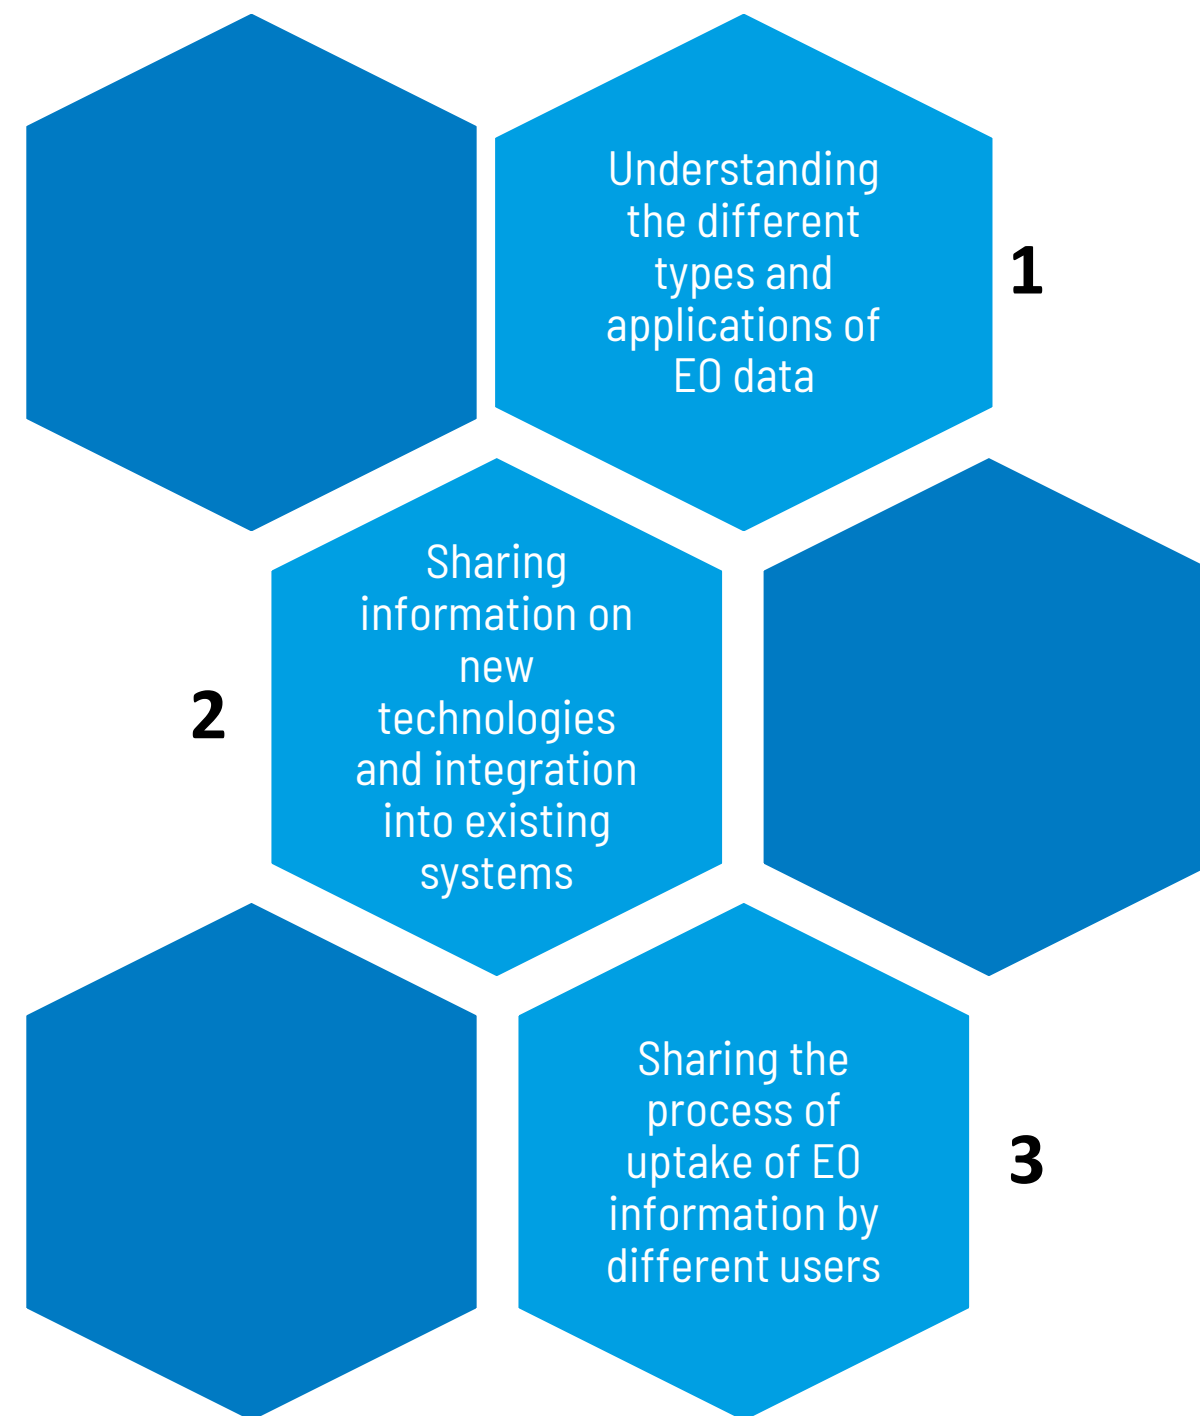 Understanding
the different
types and
applications of
EO data
1
Sharing
information on
new
technologies
and integration
into existing
systems
2
Sharing the
process of
uptake of EO
information by
different users
3